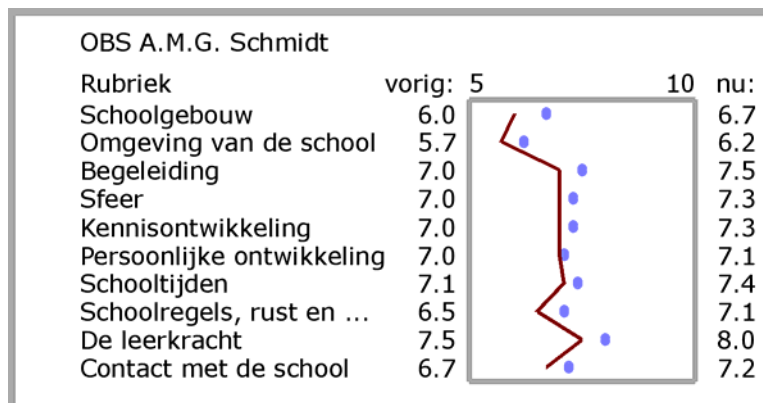 OBS A.M.G. Schmidt
Rubriek vorig: 5 10 nu:
Schoolgebouw 6.0 6.7
Omgeving van de school 5.7 6.2
Begeleiding 7.0 7.5
Sfeer 7.0 7.3
Kennisontwikkeling 7.0 7.3
Persoonlijke ontwikkeling 7.0 7.1
Schooltijden 7.1 7.4
Schoolregels, rust en ... 6.5 7.1
De leerkracht 7.5 8.0
Contact met de school 6.7 7.2